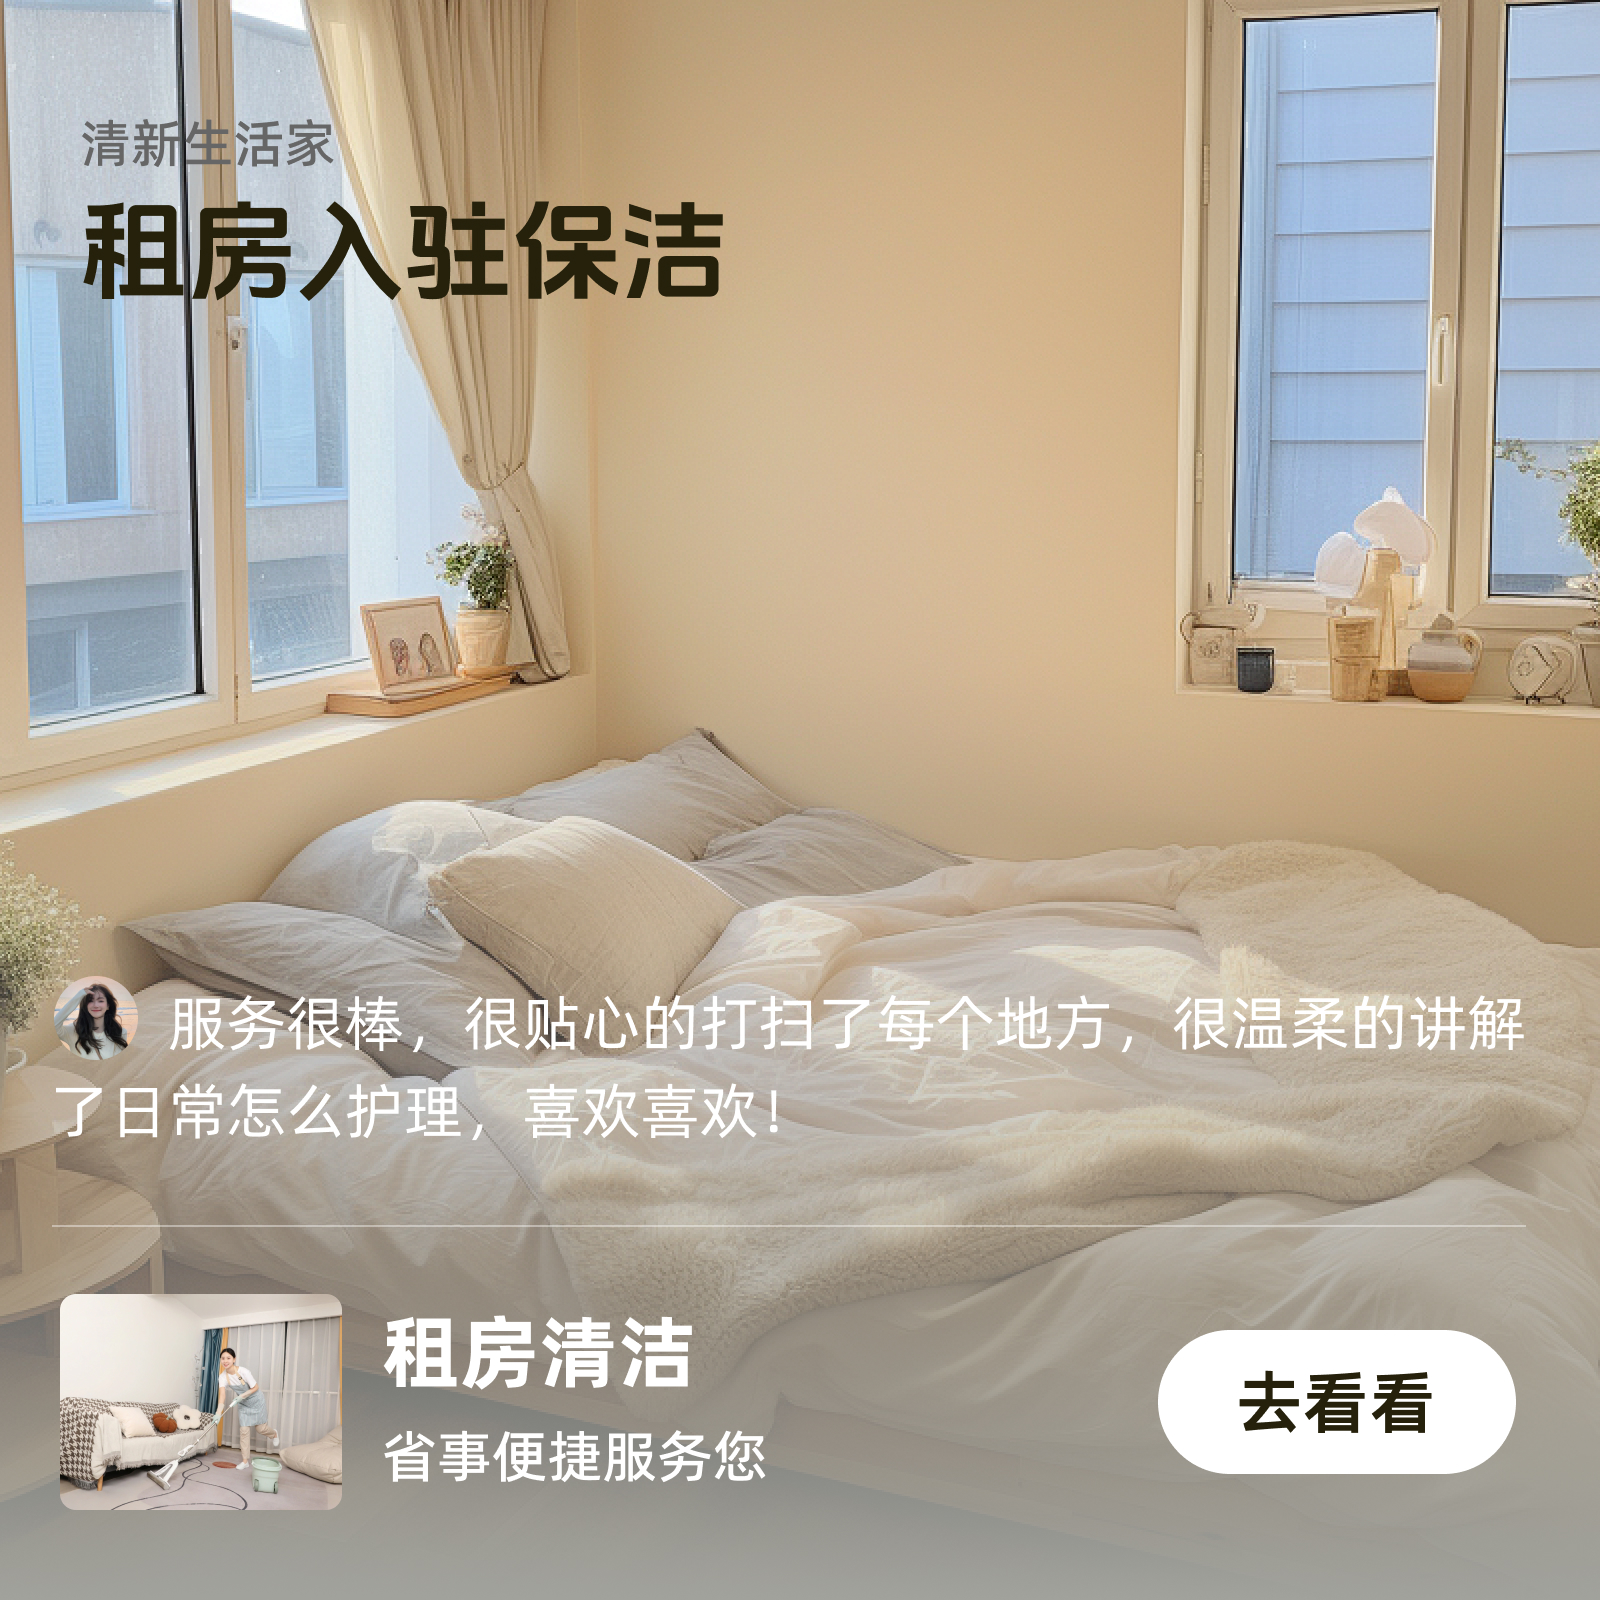 清新生活家
租房入驻保洁
服务很棒，很贴心的打扫了每个地方，很温柔的讲解
了日常怎么护理，喜欢喜欢！
租房清洁
省事便捷服务您
去看看